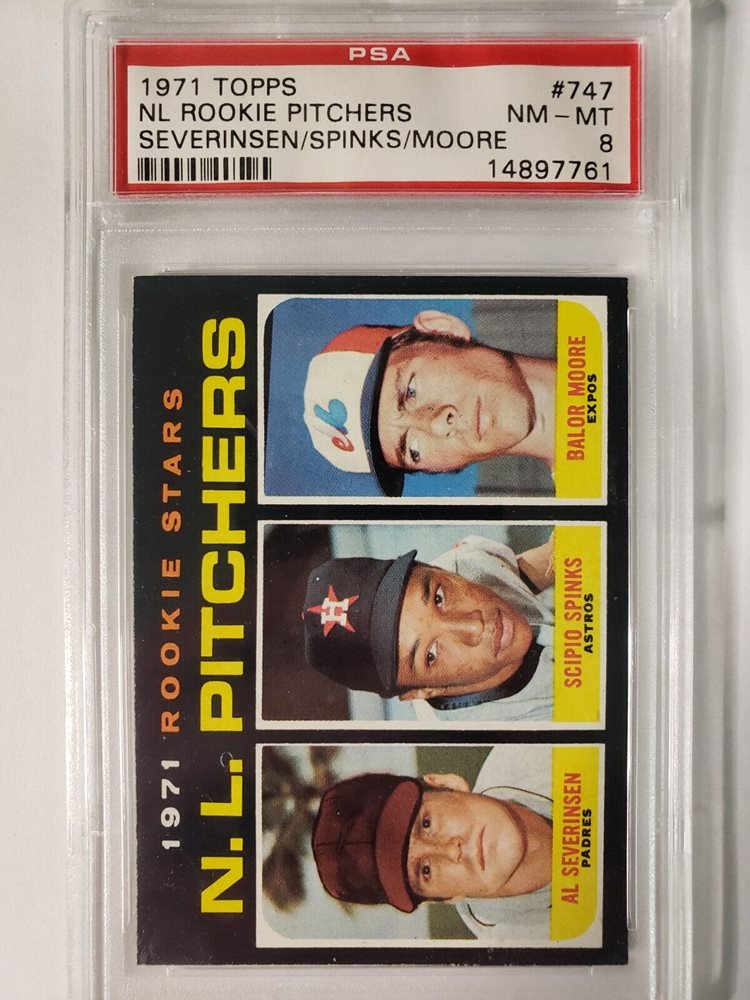 PSA
1971 TOPPS #747
NL ROOKIE PITCHERS NM-MT
SEVERINSEN/SPINKS/MOORE 8
14897761
1971 ROOKIE STARS
N.L. PITCHERS
AL SEVERINSEN
PADRES
SCIPIO SPINKS
ASTROS
H
BALOR MOORE
EXPOS
eb